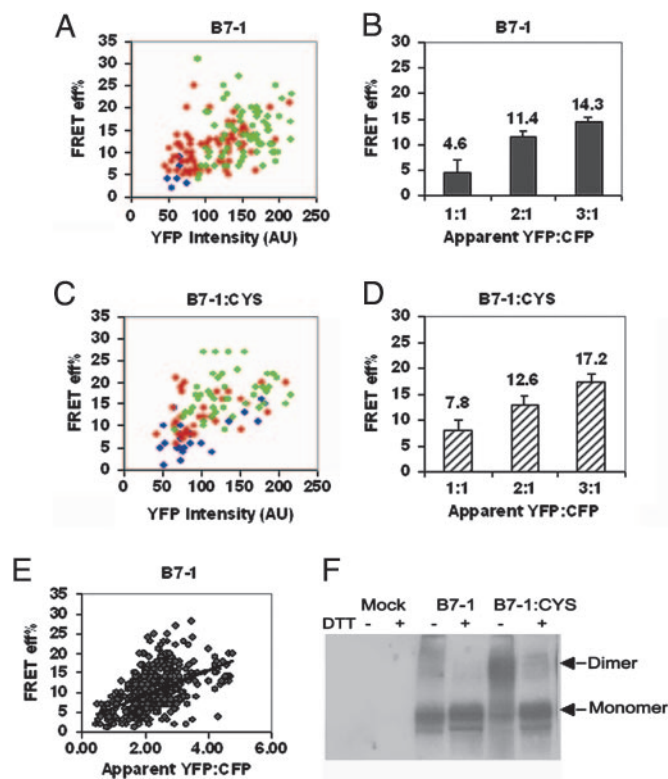 A
B7-1
FRET eff%
35
30
25
20
15
10
5
0
0 50 100 150 200 250
YFP Intensity (AU)
B
B7-1
FRET eff%
35
30
25
20
15
10
5
0
4.6
11.4
14.3
1:1 2:1 3:1
Apparent YFP:CFP
C
B7-1:CYS
FRET eff%
35
30
25
20
15
10
5
0
0 50 100 150 200 250
YFP Intensity (AU)
D
B7-1:CYS
FRET eff%
35
30
25
20
15
10
5
0
7.8
12.6
17.2
1:1 2:1 3:1
Apparent YFP:CFP
E
B7-1
FRET eff%
35
30
25
20
15
10
5
0
0.00 2.00 4.00 6.00
Apparent YFP:CFP
F
Mock B7-1 B7-1:CYS
DTT - + - + - +
Dimer
Monomer